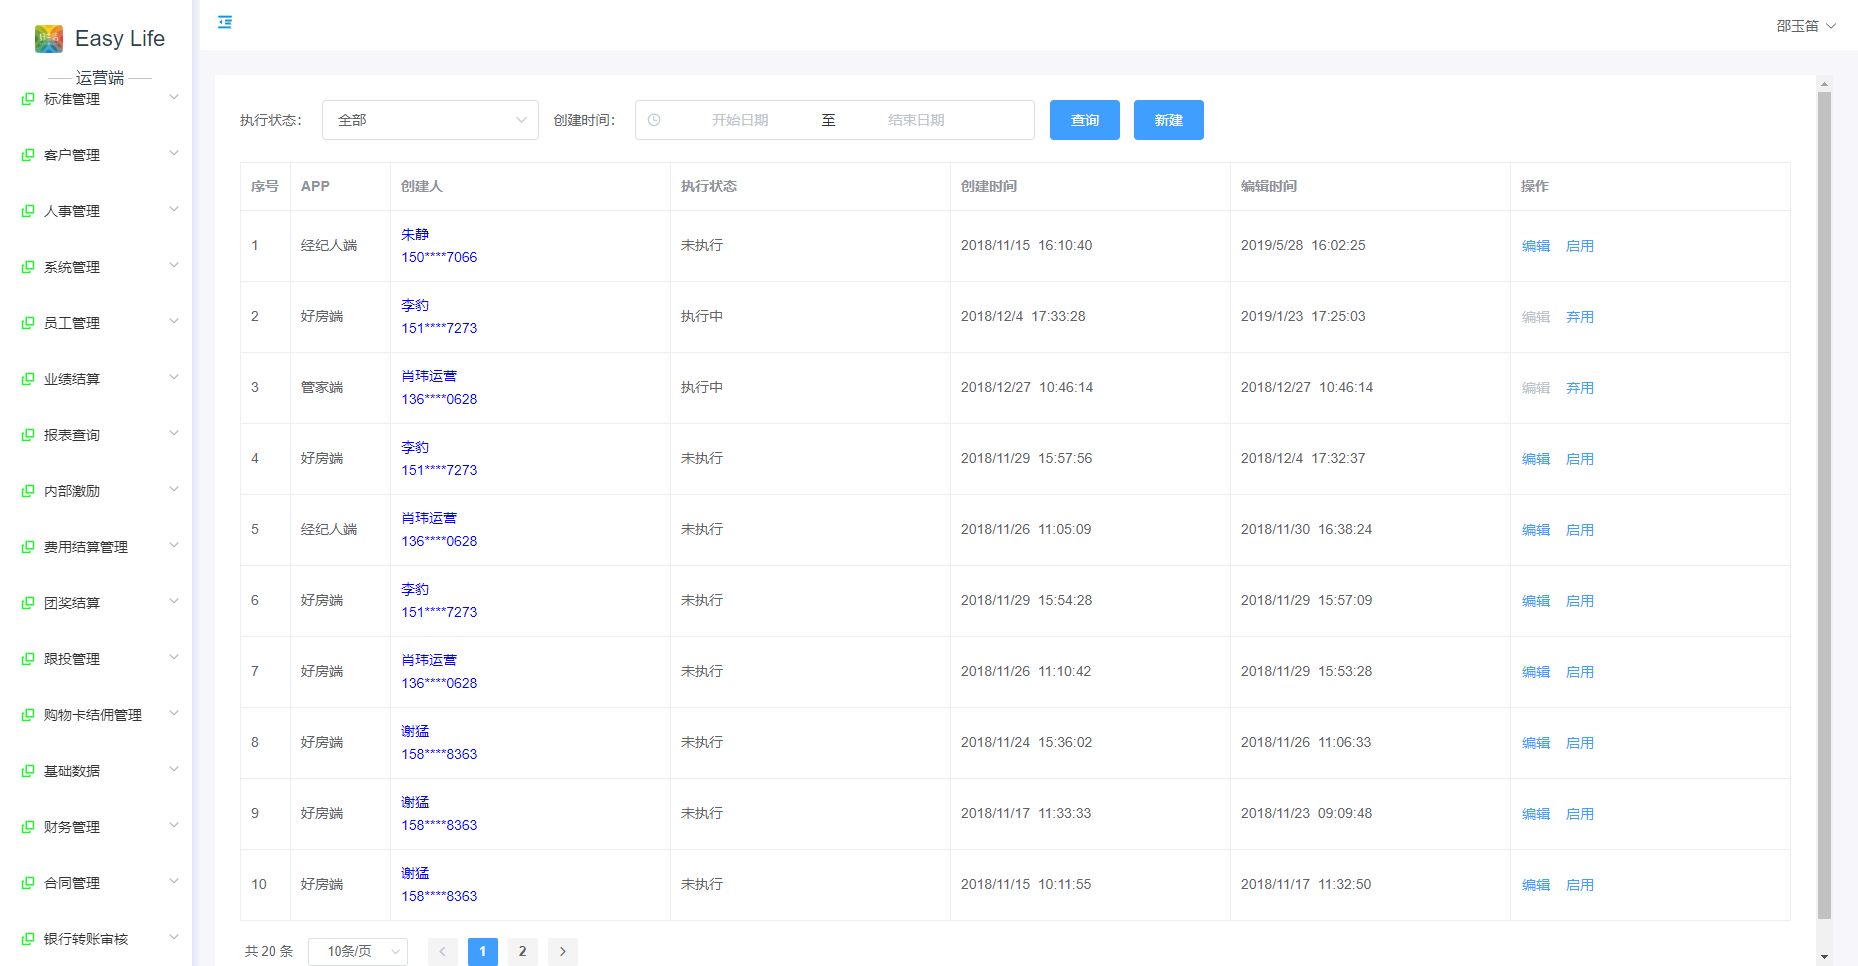 Easy Life
运营端
标准管理
客户管理
人事管理
系统管理
员工管理
业绩结算
报表查询
内部激励
费用结算管理
团奖结算
跟投管理
购物卡结佣管理
基础数据
财务管理
合同管理
银行转账审核
邵玉笛
执行状态： 全部 创建时间： 开始日期 至 结束日期 查询 新建
序号 APP 创建人 执行状态 创建时间 编辑时间 操作
1 经纪人端 朱静 未执行 2018/11/15 16:10:40 2019/5/28 16:02:25 编辑 启用
150****7066
2 好房端 李豹 执行中 2018/12/4 17:33:28 2019/1/23 17:25:03 编辑 弃用
151****7273
3 管家端 肖玮运营 执行中 2018/12/27 10:46:14 2018/12/27 10:46:14 编辑 弃用
136****0628
4 好房端 李豹 未执行 2018/11/29 15:57:56 2018/12/4 17:32:37 编辑 启用
151****7273
5 经纪人端 肖玮运营 未执行 2018/11/26 11:05:09 2018/11/30 16:38:24 编辑 启用
136****0628
6 好房端 李豹 未执行 2018/11/29 15:54:28 2018/11/29 15:57:09 编辑 启用
151****7273
7 好房端 肖玮运营 未执行 2018/11/26 11:10:42 2018/11/29 15:53:28 编辑 启用
136****0628
8 好房端 谢猛 未执行 2018/11/24 15:36:02 2018/11/26 11:06:33 编辑 启用
158****8363
9 好房端 谢猛 未执行 2018/11/17 11:33:33 2018/11/23 09:09:48 编辑 启用
158****8363
10 好房端 谢猛 未执行 2018/11/15 10:11:55 2018/11/17 11:32:50 编辑 启用
158****8363
共 20 条 10条/页 1 2